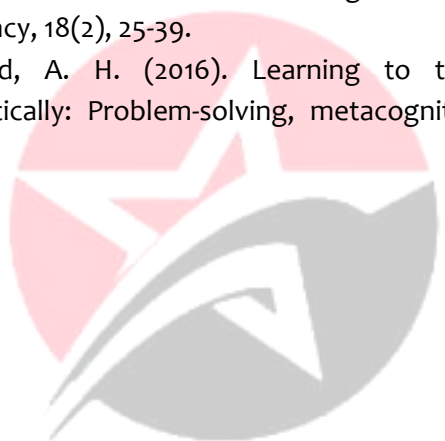 ncy, 18(2), 25-39.
d, A. H. (2016). Learning to t
tically: Problem-solving, metacognit